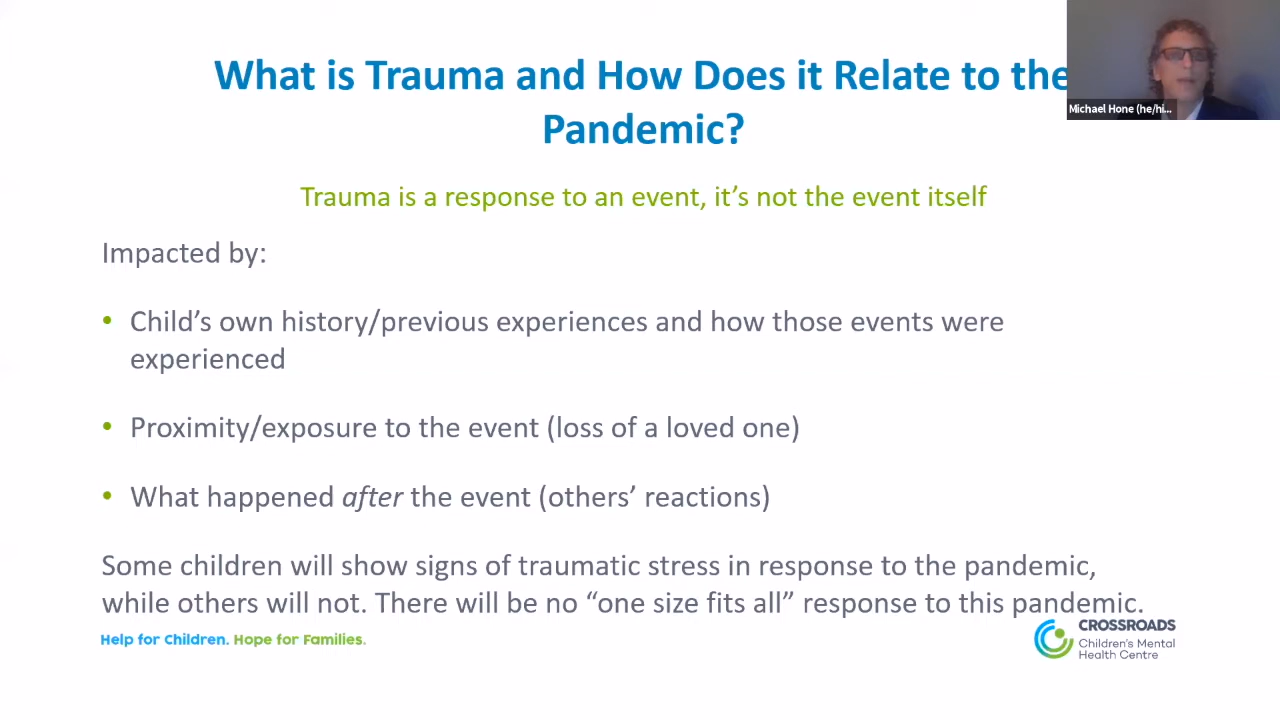 What is Trauma and How Does it Relate to the
Pandemic?
Michael Hone (he/hi...
Trauma is a response to an event, it's not the event itself
Impacted by:
• Child's own history/previous experiences and how those events were
experienced
• Proximity/exposure to the event (loss of a loved one)
• What happened after the event (others' reactions)
Some children will show signs of traumatic stress in response to the pandemic,
while others will not. There will be no “one size fits all” response to this pandemic.
Help for Children. Hope for Families.
CROSSROADS
Children's Mental
Health Centre